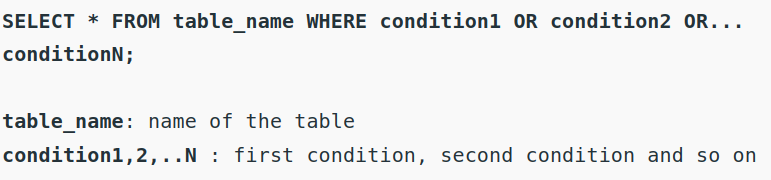 SELECT * FROM table_name WHERE condition1 OR condition2 OR...
conditionN;
table_name: name of the table
condition1,2,..N : first condition, second condition and so on